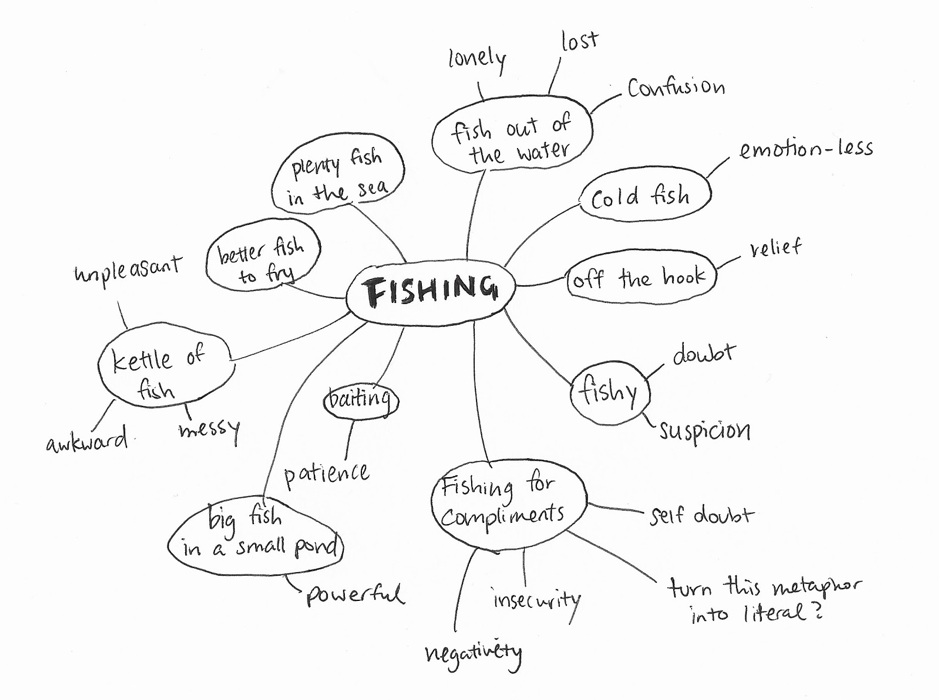 lonely
lost
Confusion
fish out of
the water
emotion-less
cold fish
plenty fish
in the sea
better fish
to fry
FISHING
off the hook
relief
unpleasant
kettle of
fish
awkward
messy
baiting
patience
fishy
doubt
suspicion
big fish
in a small pond
powerful
Fishing for
compliments
self doubt
turn this metaphor
into literal?
insecurity
negativity